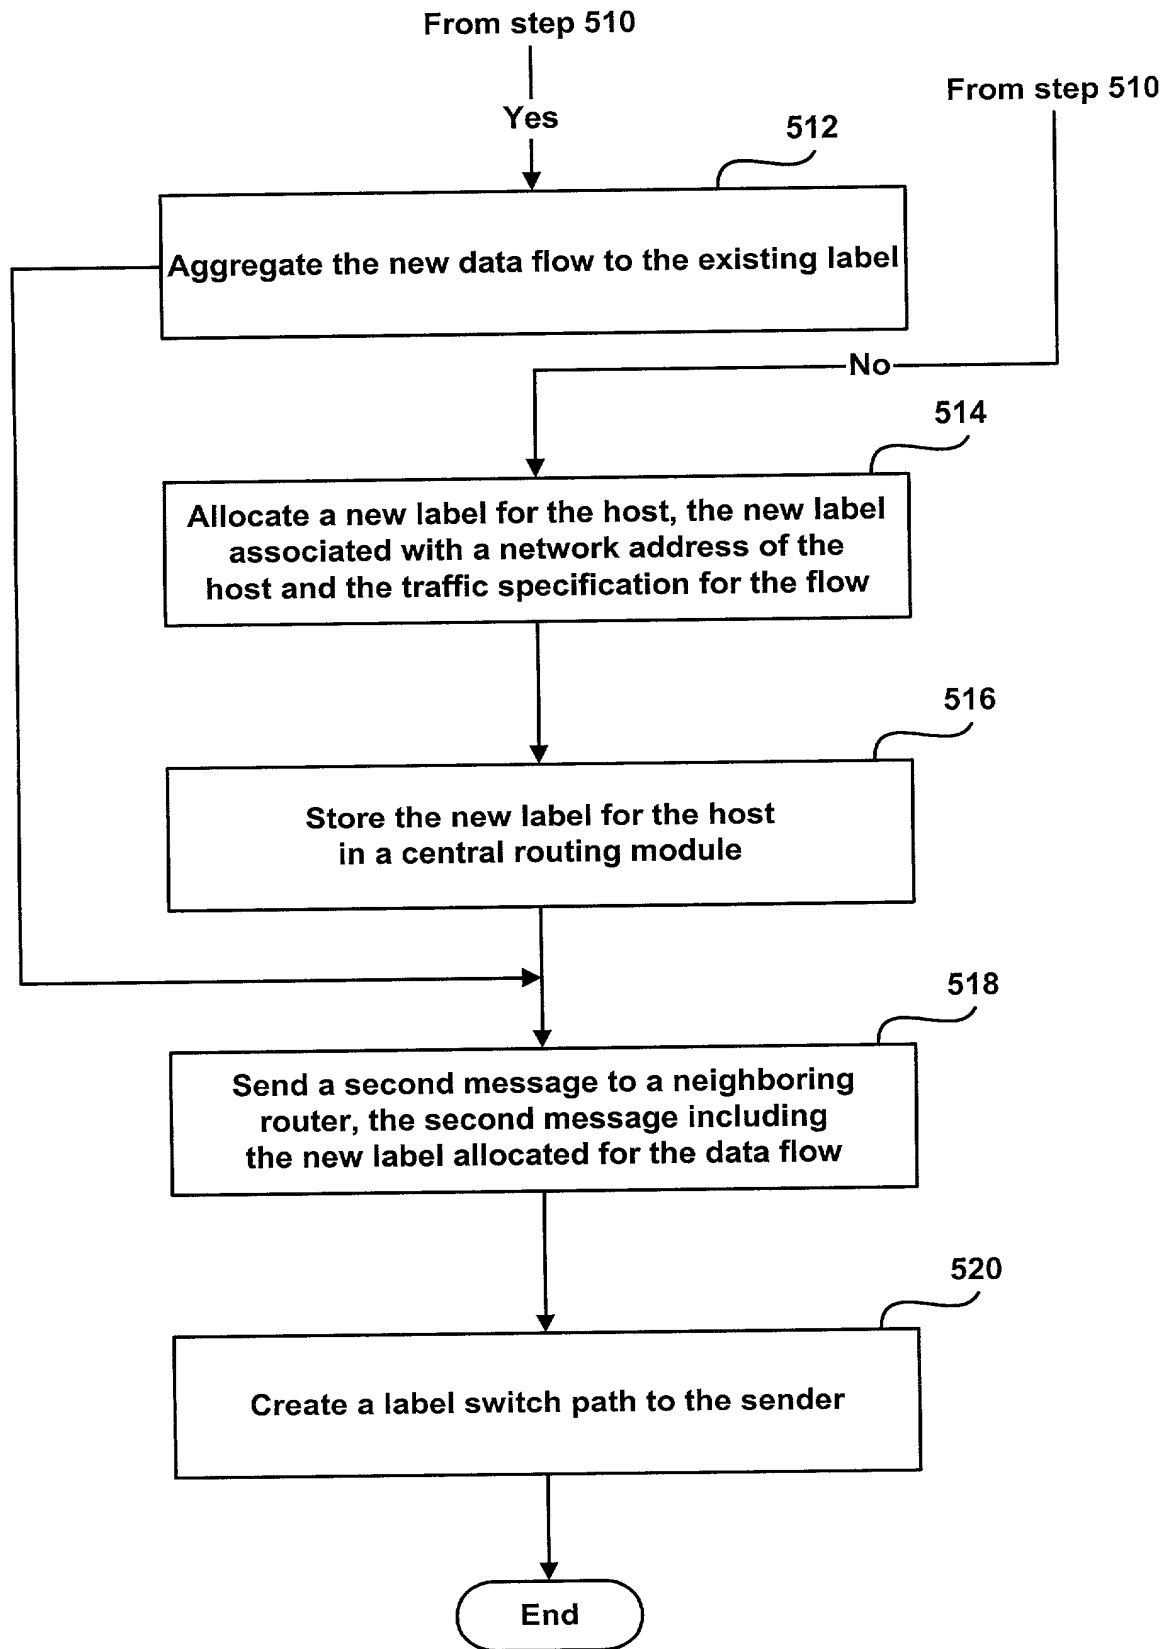 From step 510
From step 510
Yes
512
Aggregate the new data flow to the existing label
No
514
Allocate a new label for the host, the new label
associated with a network address of the
host and the traffic specification for the flow
516
Store the new label for the host
in a central routing module
518
Send a second message to a neighboring
router, the second message including
the new label allocated for the data flow
520
Create a label switch path to the sender
End